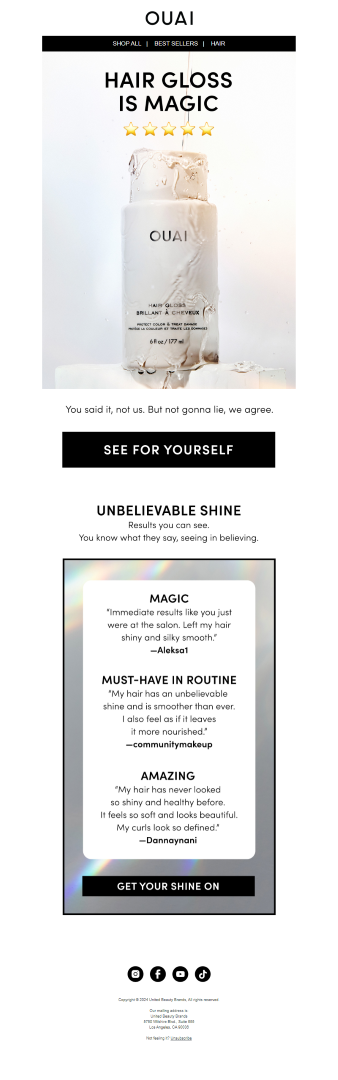 OUAI
SHOP ALL | BEST SELLERS | HAIR
HAIR GLOSS
IS MAGIC
OUAI
HAIR GLOSS
BRILLANT À CHEVEUX
PROTECT COLOR & TREAT DAMAGE
PROTÈGE LA COULEUR ET TRAITE LES DOMMAGES
6 fl oz / 177 ml
You said it, not us. But not gonna lie, we agree.
SEE FOR YOURSELF
UNBELIEVABLE SHINE
Results you can see.
You know what they say, seeing in believing.
MAGIC
"Immediate results like you just
were at the salon. Left my hair
shiny and silky smooth."
—Aleksa1
MUST-HAVE IN ROUTINE
"My hair has an unbelievable
shine and is smoother than ever.
I also feel as if it leaves
it more nourished."
—communitymakeup
AMAZING
"My hair has never looked
so shiny and healthy before.
It feels so soft and looks beautiful.
My curls look so defined."
—Dannaynani
GET YOUR SHINE ON
Copyright © 2024 United Beauty Brands. All rights reserved.
Our mailing address is:
United Beauty Brands
5760 Wilshire Blvd., Suite 586
Los Angeles, CA 90035
Not feeling it? Unsubscribe